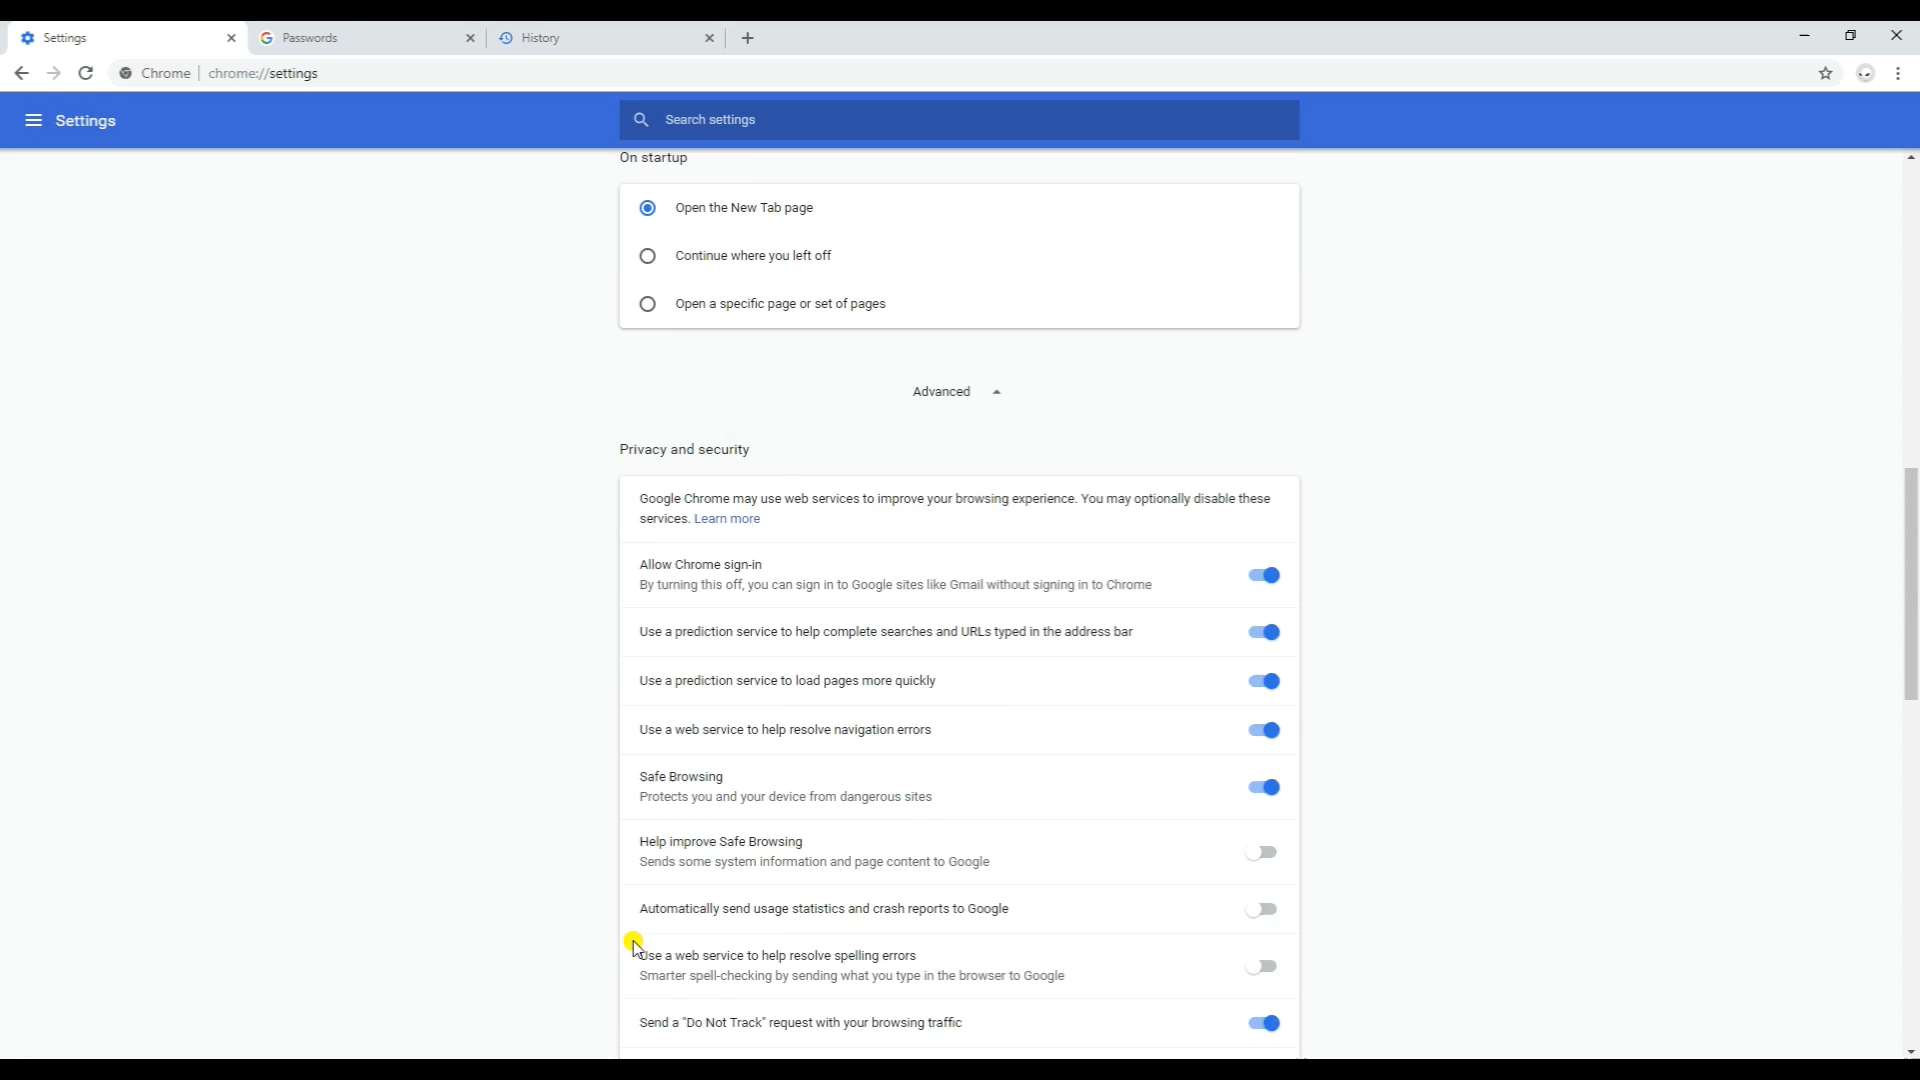 Settings
Passwords
History
Chrome
chrome://settings
Settings
Search settings
On startup
Open the New Tab page
Continue where you left off
Open a specific page or set of pages
Advanced
Privacy and security
Google Chrome may use web services to improve your browsing experience. You may optionally disable these
services. Learn more
Allow Chrome sign-in
By turning this off, you can sign in to Google sites like Gmail without signing in to Chrome
Use a prediction service to help complete searches and URLs typed in the address bar
Use a prediction service to load pages more quickly
Use a web service to help resolve navigation errors
Safe Browsing
Protects you and your device from dangerous sites
Help improve Safe Browsing
Sends some system information and page content to Google
Automatically send usage statistics and crash reports to Google
Use a web service to help resolve spelling errors
Smarter spell-checking by sending what you type in the browser to Google
Send a "Do Not Track" request with your browsing traffic